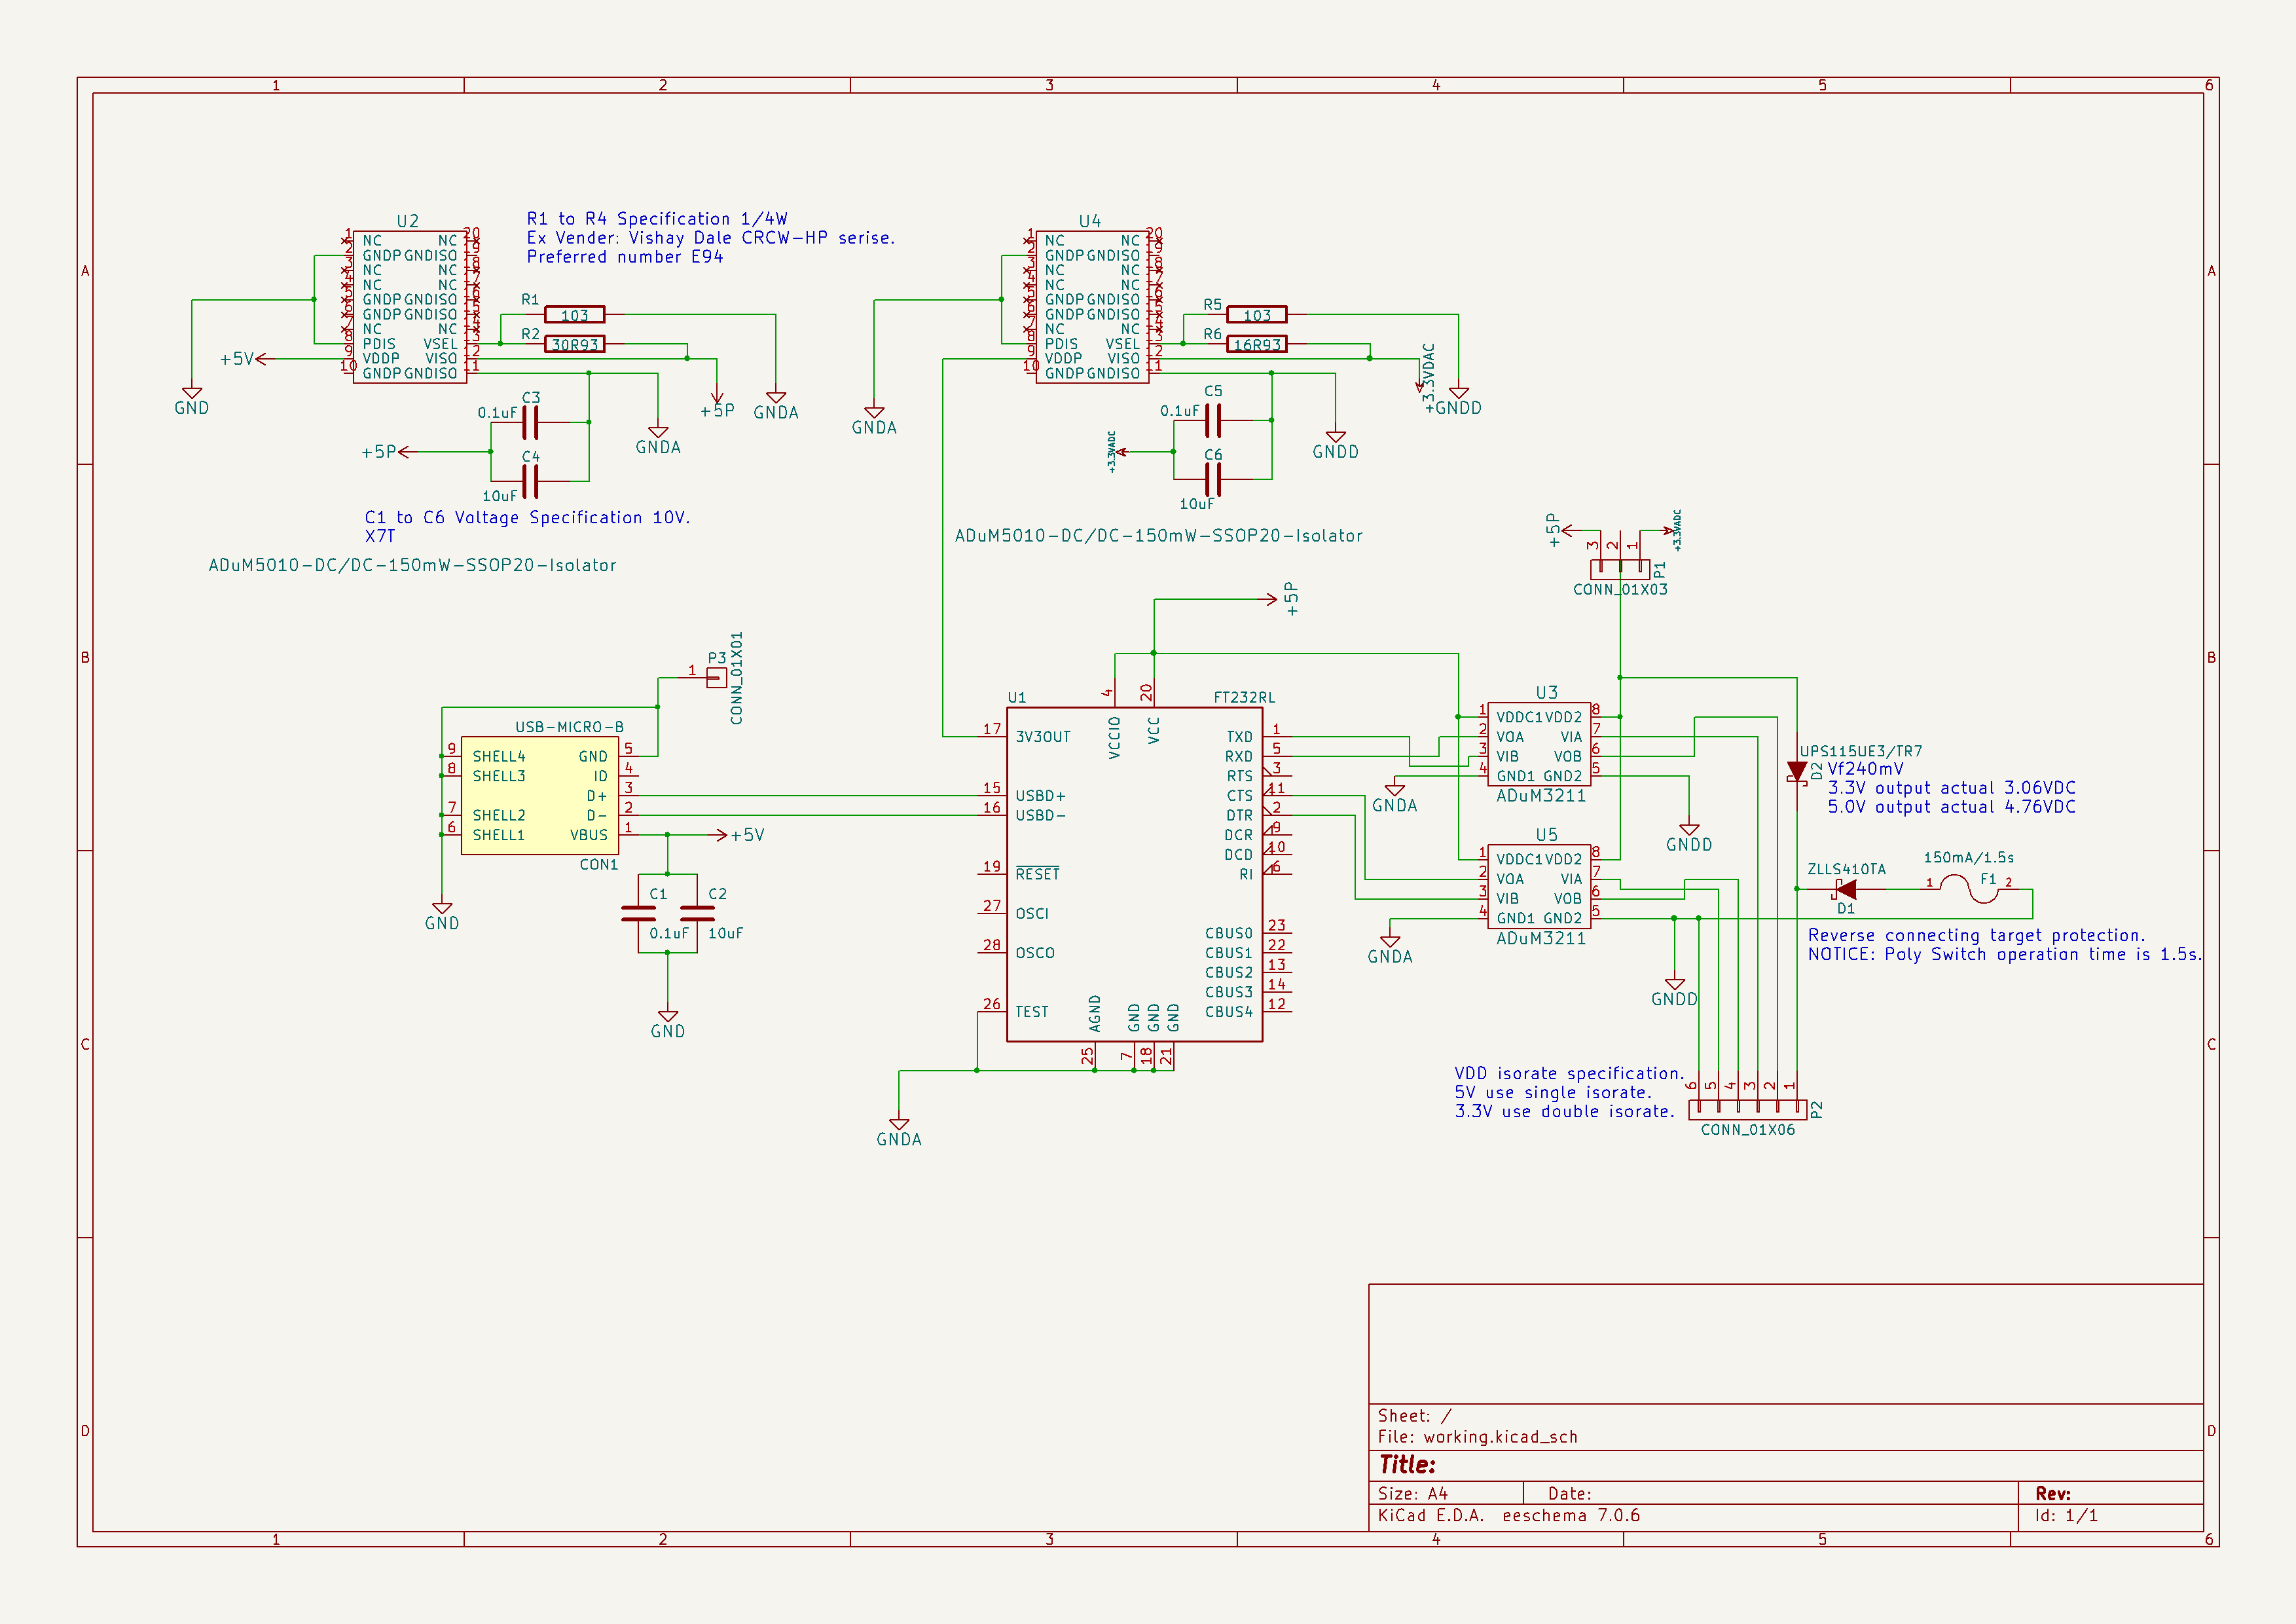 1 2 3 4 5 6
A
B
C
D
U2
1 NC NC 20
2 GNDP GNDISO 19
3 NC NC 18
4 NC NC 17
5 GNDP GNDISO 16
6 GNDP GNDISO 15
7 NC NC 14
8 PDIS VSEL 13
9 VDDP VISO 12
10 GNDP GNDISO 11
R1 to R4 Specification 1/4W
Ex Vender: Vishay Dale CRCW-HP serise.
Preferred number E94
R1
103
R2
30R93
+5V
GND
+5P
GNDA
C3
0.1uF
GNDA
+5P
C4
10uF
C1 to C6 Voltage Specification 10V.
X7T
ADuM5010-DC/DC-150mW-SSOP20-Isolator
U4
1 NC NC 20
2 GNDP GNDISO 19
3 NC NC 18
4 NC NC 17
5 GNDP GNDISO 16
6 GNDP GNDISO 15
7 NC NC 14
8 PDIS VSEL 13
9 VDDP VISO 12
10 GNDP GNDISO 11
R5
103
R6
16R93
+3.3VDAC
GNDD
GNDA
C5
0.1uF
GNDD
+3.3VADC
C6
10uF
ADuM5010-DC/DC-150mW-SSOP20-Isolator
+5P
+3.3VADC
3 2 1
P1
CONN_01X03
+5P
P3
1
CONN_01X01
USB-MICRO-B
9 SHELL4 GND 5
8 SHELL3 ID 4
D+ 3
7 SHELL2 D- 2
6 SHELL1 VBUS 1
CON1
+5V
GND
C1
0.1uF
C2
10uF
GND
U1
FT232RL
4 20
VCCIO VCC
17 3V3OUT
15 USBD+
16 USBD-
19 RESET
27 OSCI
28 OSCO
26 TEST
TXD 1
RXD 5
RTS 3
CTS 11
DTR 2
DCR 9
DCD 10
RI 6
CBUS0 23
CBUS1 22
CBUS2 13
CBUS3 14
CBUS4 12
AGND GND GND GND
25 7 18 21
GNDA
U3
1 VDDC1 VDD2 8
2 VOA VIA 7
3 VIB VOB 6
4 GND1 GND2 5
ADuM3211
GNDA
GNDD
U5
1 VDDC1 VDD2 8
2 VOA VIA 7
3 VIB VOB 6
4 GND1 GND2 5
ADuM3211
GNDA
GNDD
UPS115UE3/TR7
D2
Vf240mV
3.3V output actual 3.06VDC
5.0V output actual 4.76VDC
ZLLS410TA
D1
150mA/1.5s
1 F1 2
Reverse connecting target protection.
NOTICE: Poly Switch operation time is 1.5s.
VDD isorate specification.
5V use single isorate.
3.3V use double isorate.
6 5 4 3 2 1
P2
CONN_01X06
Sheet: /
File: working.kicad_sch
Title:
Size: A4 Date: Rev:
KiCad E.D.A. eeschema 7.0.6 Id: 1/1
A
B
C
D
1 2 3 4 5 6